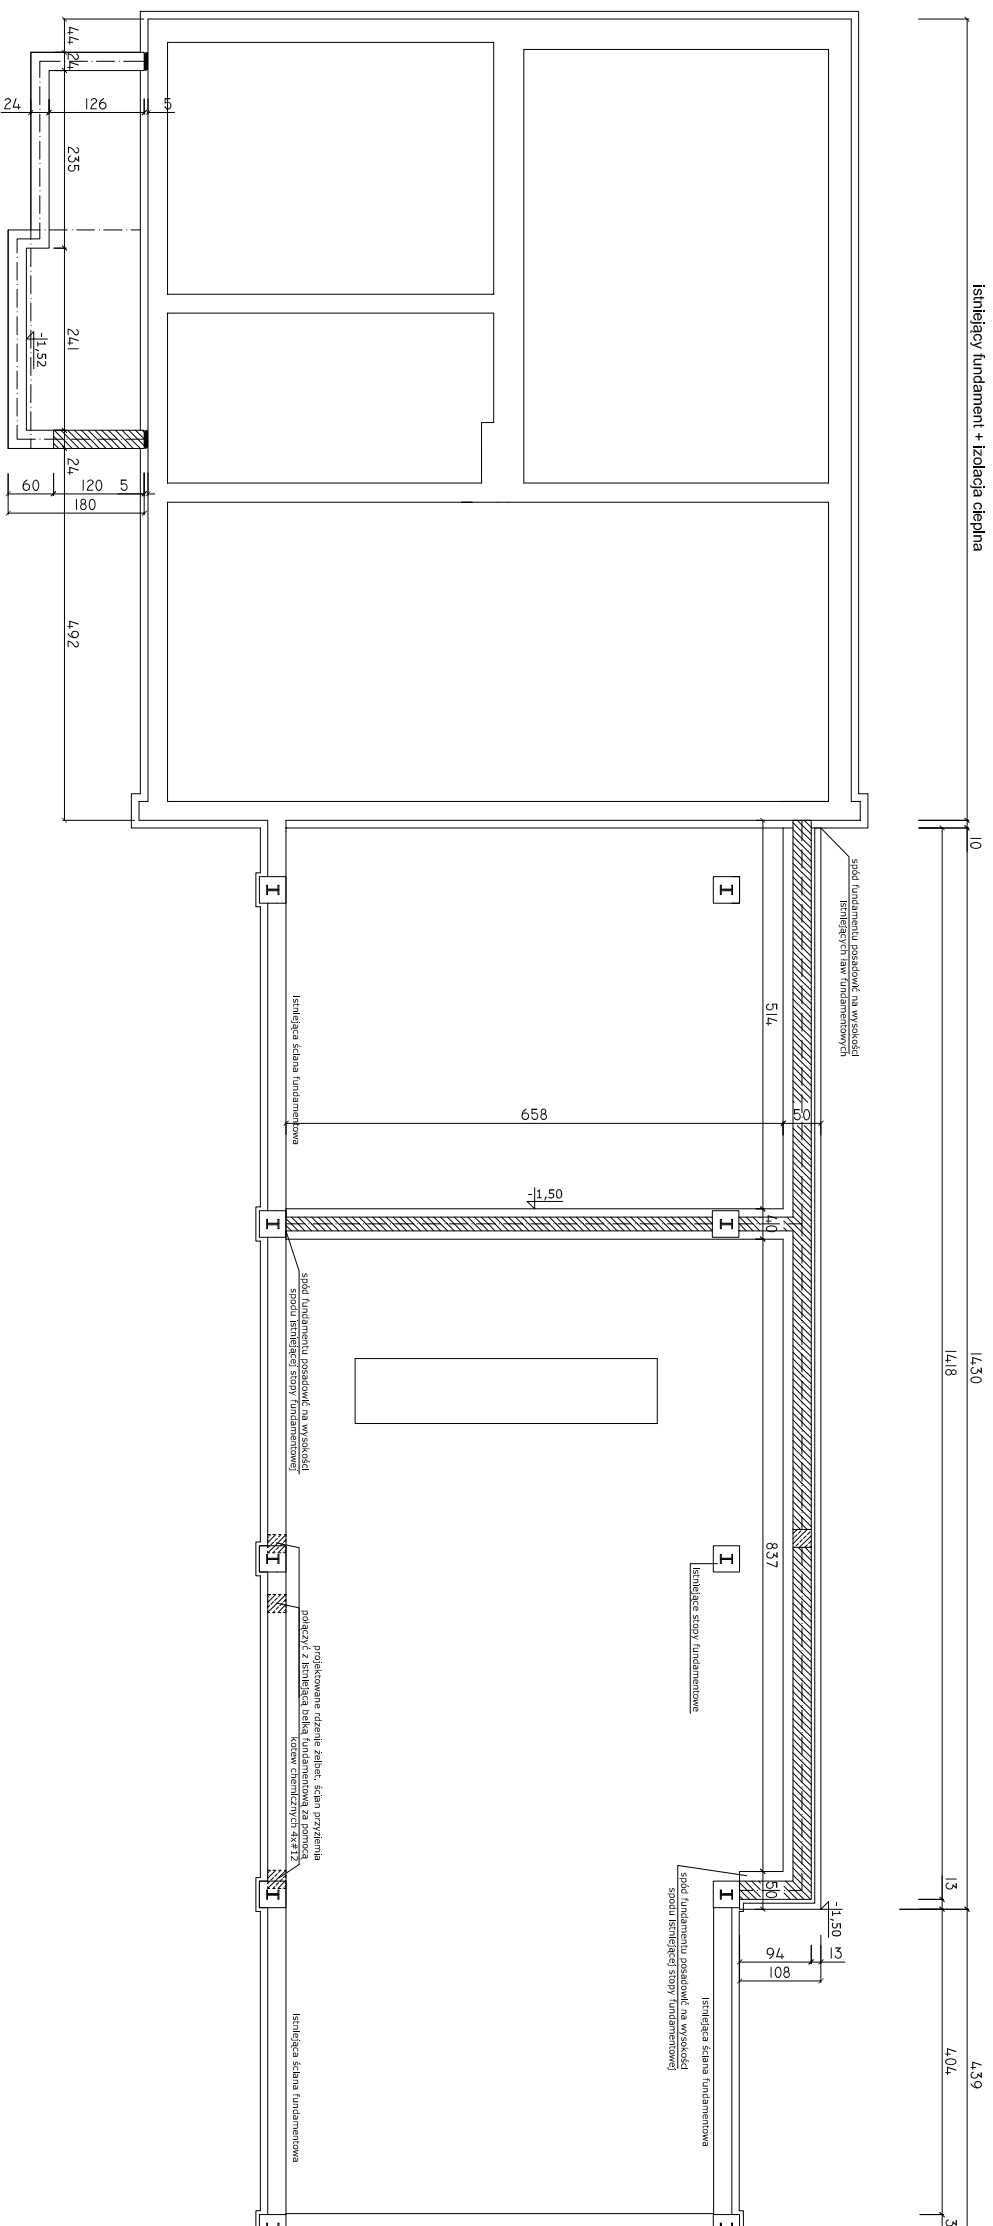 istniejący fundament + izolacja cieplna
44
24
235
241
24
492
24
126
5
-1,52
60
120
5
180
10
1430
1418
13
439
404
3
spód fundamentu posadowić na wysokości
istniejących ław fundamentowych
514
658
50
istniejąca ściana fundamentowa
-1,50
40
spód fundamentu posadowić na wysokości
spodu istniejącej stopy fundamentowej
837
istniejące stopy fundamentowe
projektowane rdzenie żelbet. ścian przyziemia
połączyć z istniejącą belką fundamentową za pomocą
kotew chemicznych 4x#12
50
-1,50
94
13
108
spód fundamentu posadowić na wysokości
spodu istniejącej stopy fundamentowej
istniejąca ściana fundamentowa
istniejąca ściana fundamentowa